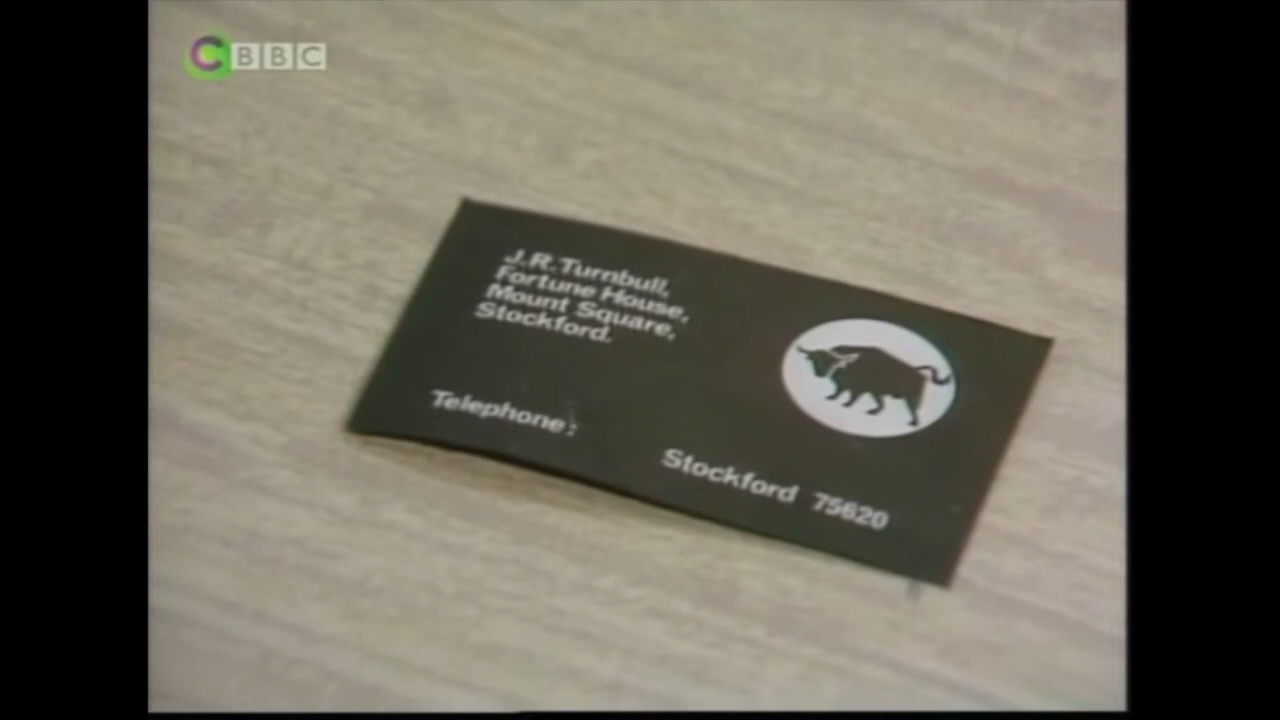 CBBC
J.R.Turnbull,
Fortune House,
Mount Square,
Stockford.
Telephone:
Stockford 75620